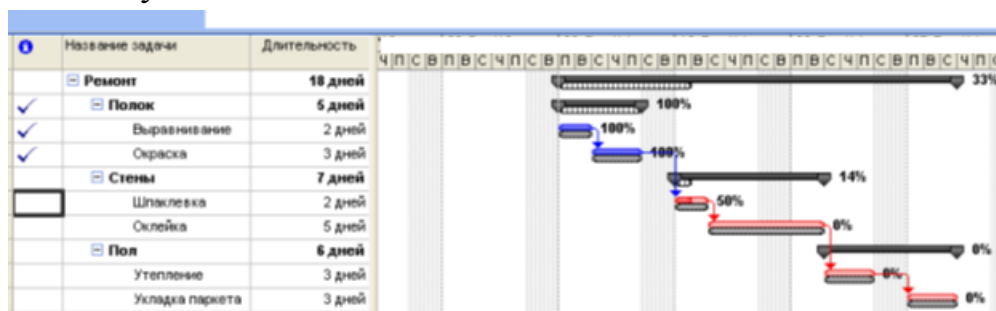 Название задачи Длительность
Ч П С В П В С Ч П С В П В С Ч П С В П В С Ч П С В П В С Ч П С В П
Ремонт 18 дней 33%
Полок 5 дней 100%
Выравнивание 2 дней 100%
Окраска 3 дней 100%
Стены 7 дней 14%
Шпаклевка 2 дней 50%
Оклейка 5 дней 0%
Пол 6 дней 0%
Утепление 3 дней 0%
Укладка паркета 3 дней 0%